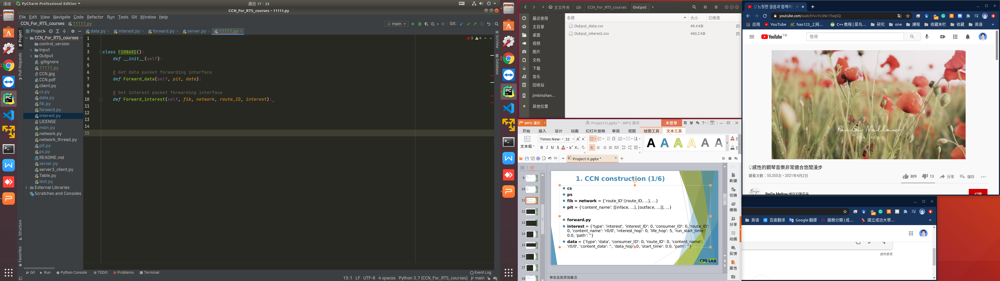 活动
PyCharm Professional Edition
週日 17：23
CCN_For_RTS_courses – 11111.py
File Edit View Navigate Code Refactor Run Tools Git Window Help
CCN_For_RTS_courses 11111.py
main
Git:
Project
data.py
interest.py
forward.py
server.py
11111.py
CCN_For_RTS_courses
control_version
Input
Output
.gitignore
11111.py
CCN.jpg
CCN.pdf
client.py
cs.py
data.py
fib.py
forward.py
interest.py
LICENSE
main.py
network.py
network_thread.py
pit.py
ps.py
README.md
server.py
server3_client.py
Table.py
test.py
External Libraries
Scratches and Consoles
Project
Pull Requests
Structure
Favorites
SciView
Database
3 4
1
2
3 class FORWARD():
4 def __init__(self):
5
6 # Get data packet forwarding interface
7 def Forward_data(self, pit, data):
8
9 # Get interest packet forwarding interface
10 def Forward_interest(self, fib, network, route_ID, interest):
11
12
13
14
15
Git Run Python Console TODO Problems Terminal
Event Log
15:1 LF UTF-8 4 spaces Python 3.7 (CCN_For_RTS_courses) main
主文件夹 zjb CCN_For_RTS_courses Output
最近使用
主目录
桌面
视频
图片
文档
下载
音乐
回收站
jimbinzhan...
其他位置
名称 大小 已修改
Output_data.csv 49.4 KB 四
Output_interest.csv 460.2 KB 四
WPS 演示
Project II.pptx * - WPS 演示
未登录
开始 插入 设计 动画 幻灯片放映 审阅 视图 绘图工具 文本工具
文本框
Times New 22
B I U S A X² X₂
A A A A A A
Project II.pptx *
9
10
11
12
13
14
15
16
17
18
1. CCN construction (1/6)
cs
ps
fib = network = {'route_ID':[route_ID, ...], ...}
pit = {'content_name': [[inface, ...], [outface, ...]], ...}
forward.py
interest = {'type': 'interest', 'interest_ID': 0, 'consumer_ID': 0, 'route_ID':
0, 'content_name': 'r0/0', 'interest_hop': 0, 'life_hop': 5, 'run_start_time':
0.0, 'path': ''}
data = {'type': 'data', 'consumer_ID': 0, 'route_ID': 0, 'content_name':
'r0/0', 'content_data': '', 'data_hop': 0, 'start_time': 0.0, 'path': ''}
CPS LAB
单击此处添加备注
新建
切换
模板
分享
动画
反馈
属性
느릿한 걸음과 함께하
youtube.com/watch?v=Yc3Nc1Toq5Q
应用 YouTube hao123_上网... C++ 教程 | 菜鸟... 研究 one 課程 收藏夹栏 收藏 英语
YouTube TW
搜尋
BeiGe Mellow
感性的鋼琴音樂非常適合悠閒漫步
觀看次數：55,355次 • 2021年4月2日
809 13 分享 儲存
BeiGe Mellow 베이지멜로우
訂閱
英语 百度翻译 Google 翻譯 服務分類 | 成... 國立成功大學...
提供意見